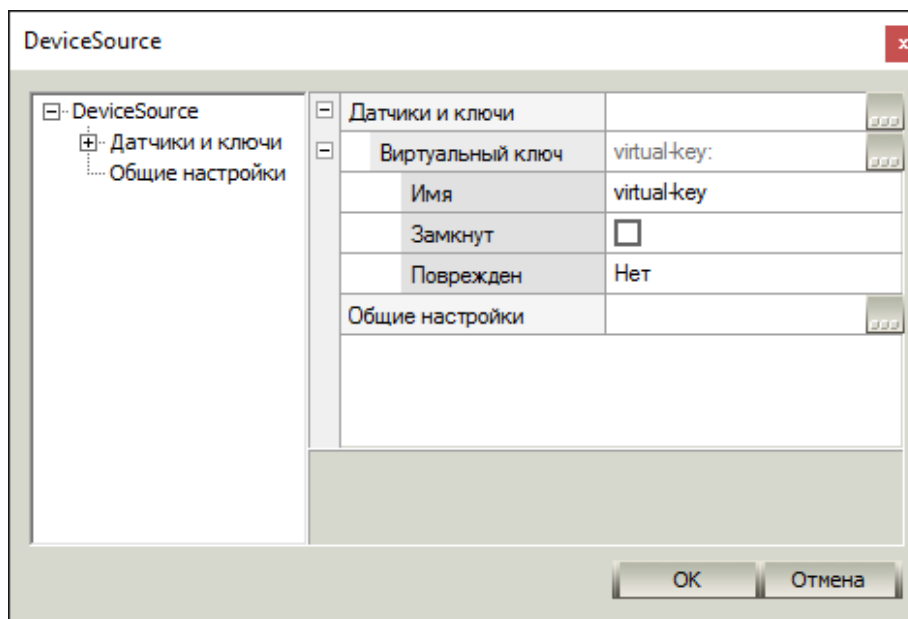 DeviceSource
x
DeviceSource
Датчики и ключи
Общие настройки
Датчики и ключи
Виртуальный ключ virtual-key:
Имя virtual-key
Замкнут
Поврежден Нет
Общие настройки
OK Отмена